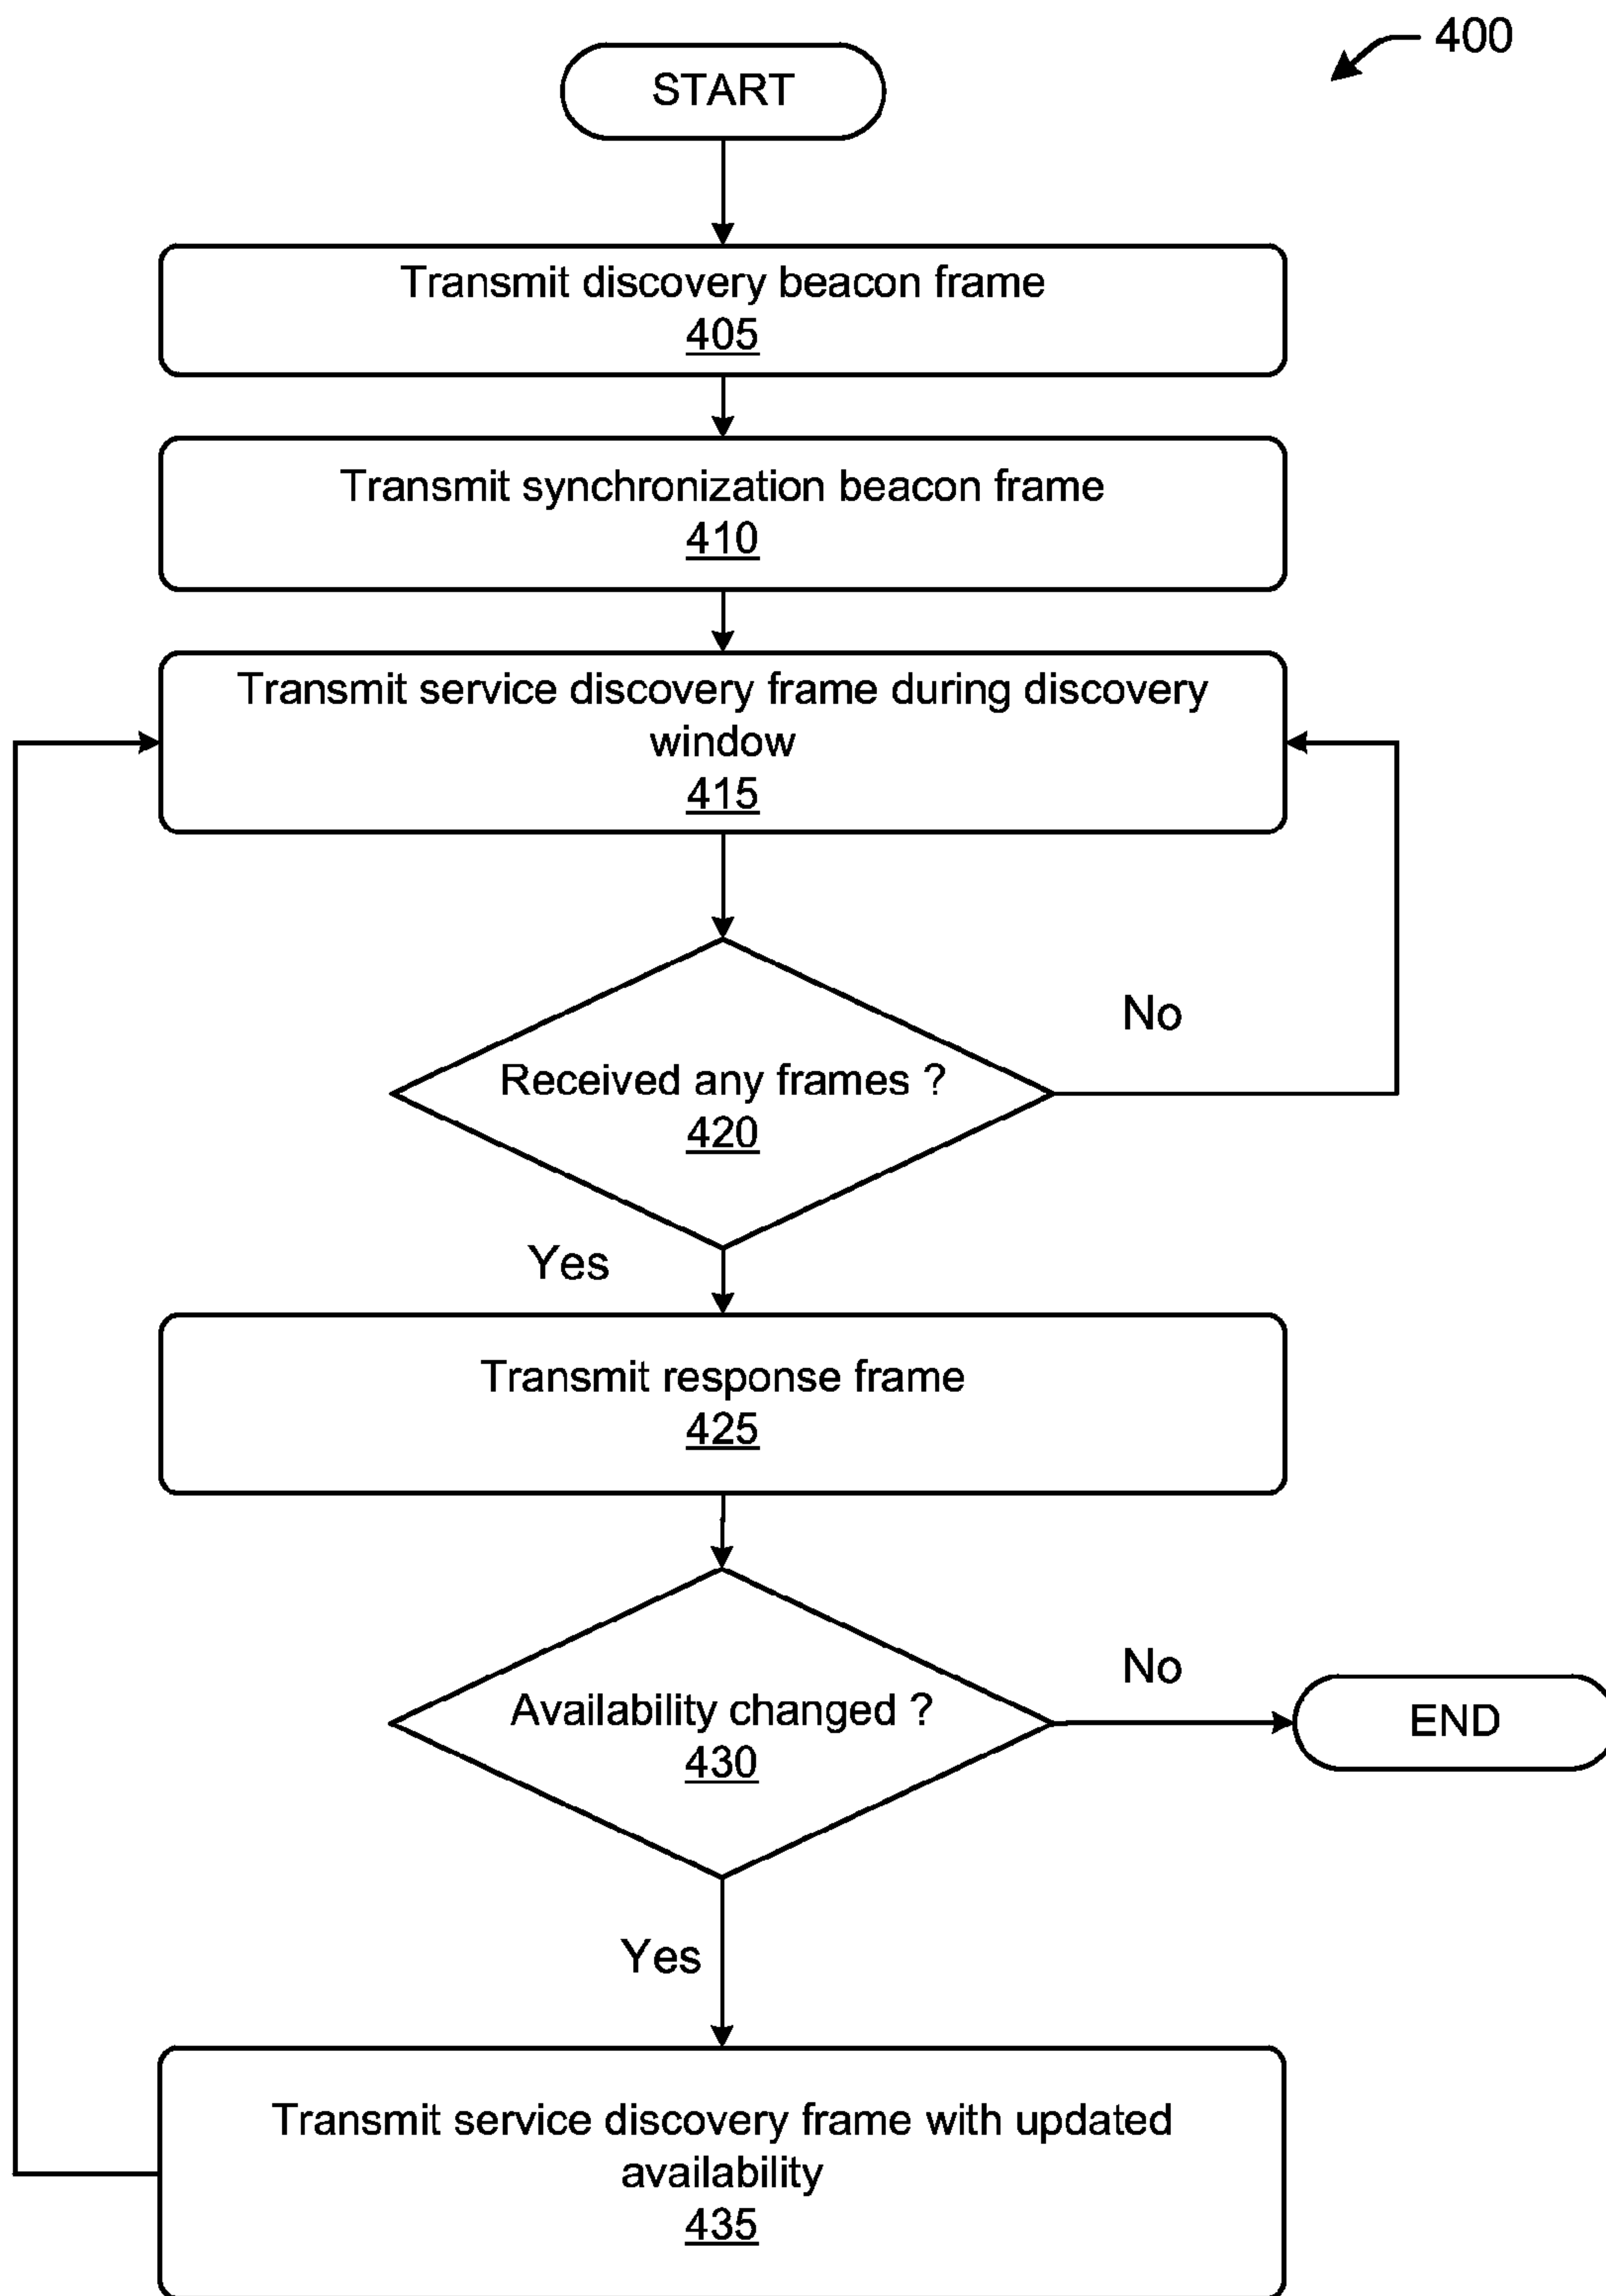 400
START
Transmit discovery beacon frame
405
Transmit synchronization beacon frame
410
Transmit service discovery frame during discovery
window
415
No
Received any frames ?
420
Yes
Transmit response frame
425
No
Availability changed ?
430
END
Yes
Transmit service discovery frame with updated
availability
435